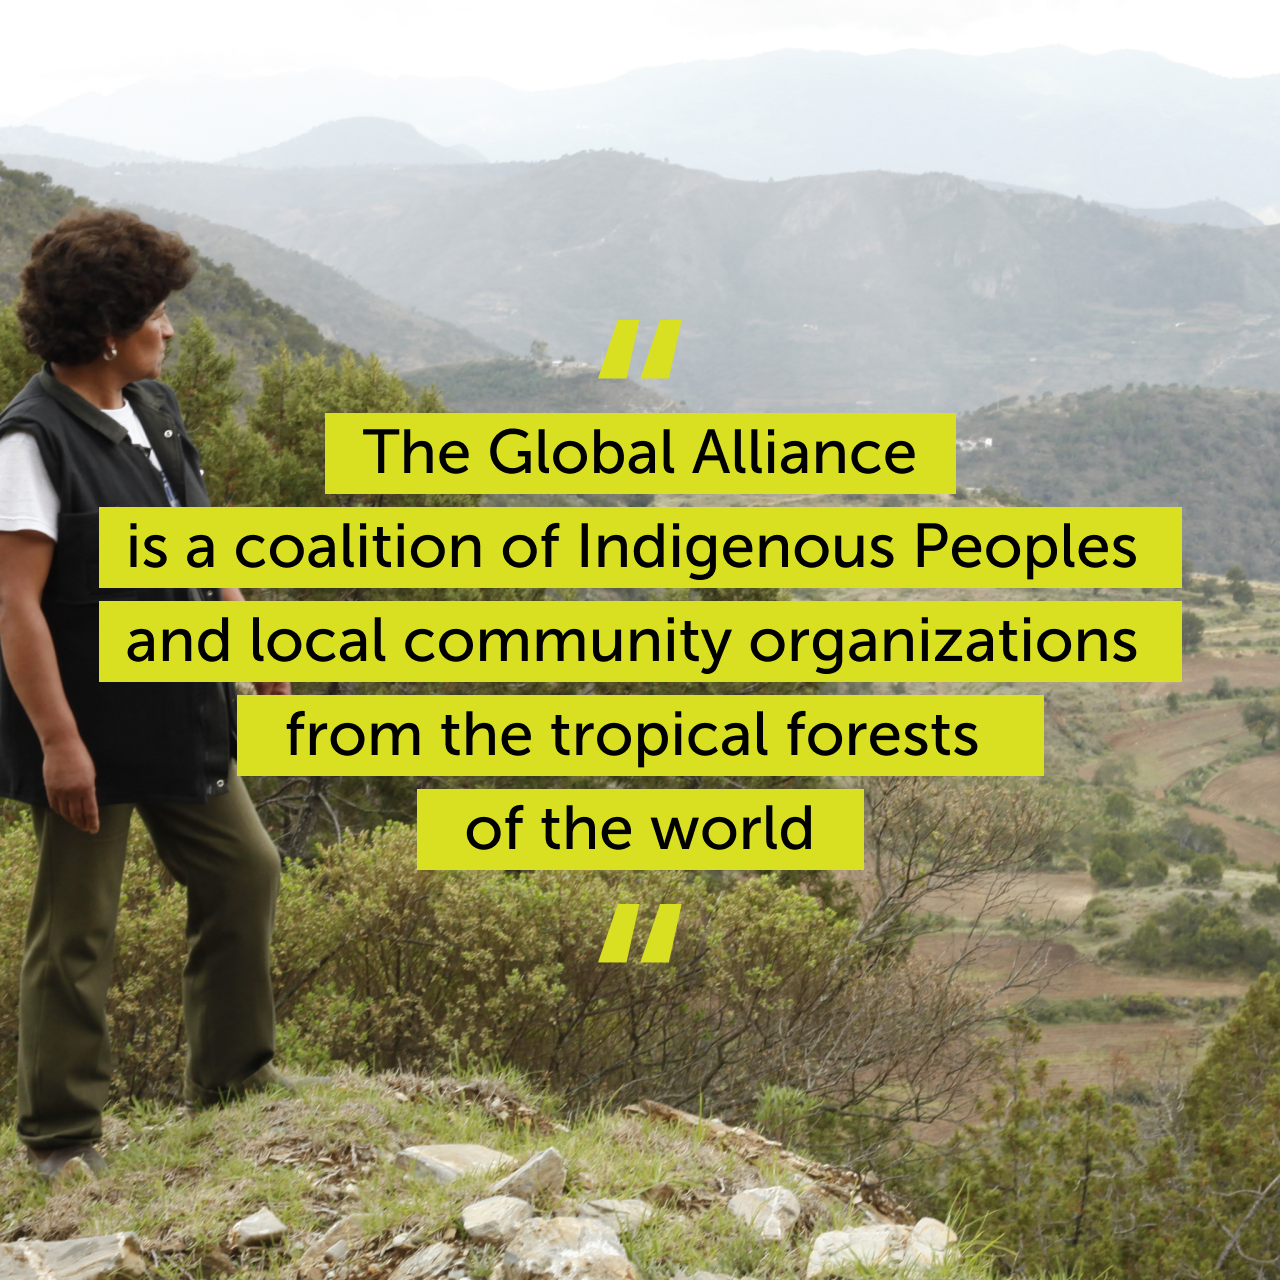 "
The Global Alliance
is a coalition of Indigenous Peoples
and local community organizations
from the tropical forests
of the world
"